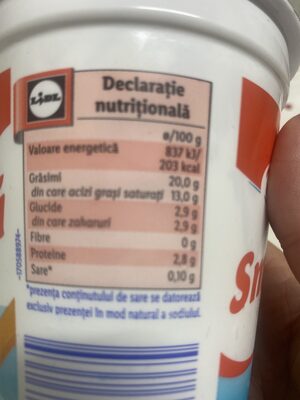 LIDL
Declarație
nutrițională
ø/100 g
Valoare energetică 837 kJ/
203 kcal
Grăsimi 20,0 g
din care acizi grași saturați 13,0 g
Glucide 2,9 g
din care zaharuri 2,9 g
Fibre 0 g
Proteine 2,8 g
Sare* 0,10 g
*prezența conținutului de sare se datorează
exclusiv prezenței în mod natural a sodiului.
-170588974-
Sm